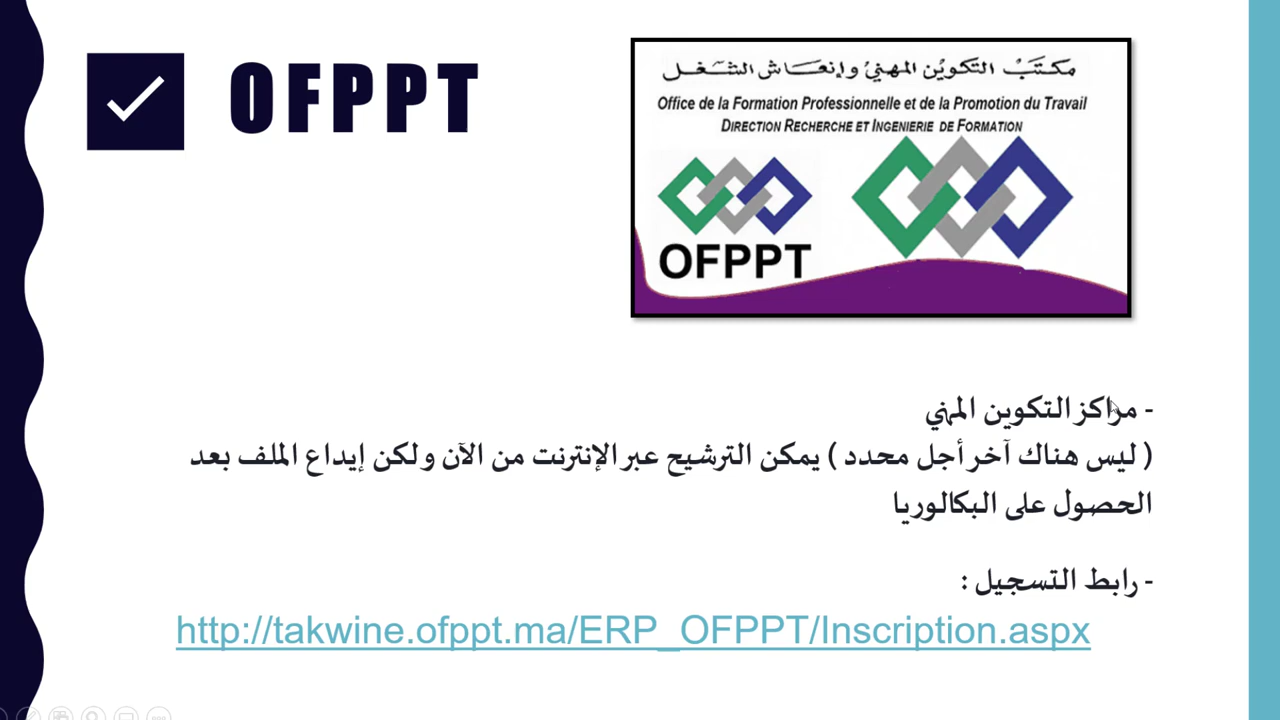 OFPPT
مكتب التكوين المهني وإنعاش الشغل
Office de la Formation Professionnelle et de la Promotion du Travail
DIRECTION RECHERCHE ET INGENIERIE DE FORMATION
OFPPT
- مراكز التكوين المهني
( ليس هناك آخر أجل محدد ) يمكن الترشيح عبر الإنترنت من الآن ولكن إيداع الملف بعد
الحصول على البكالوريا
- رابط التسجيل :
http://takwine.ofppt.ma/ERP_OFPPT/Inscription.aspx